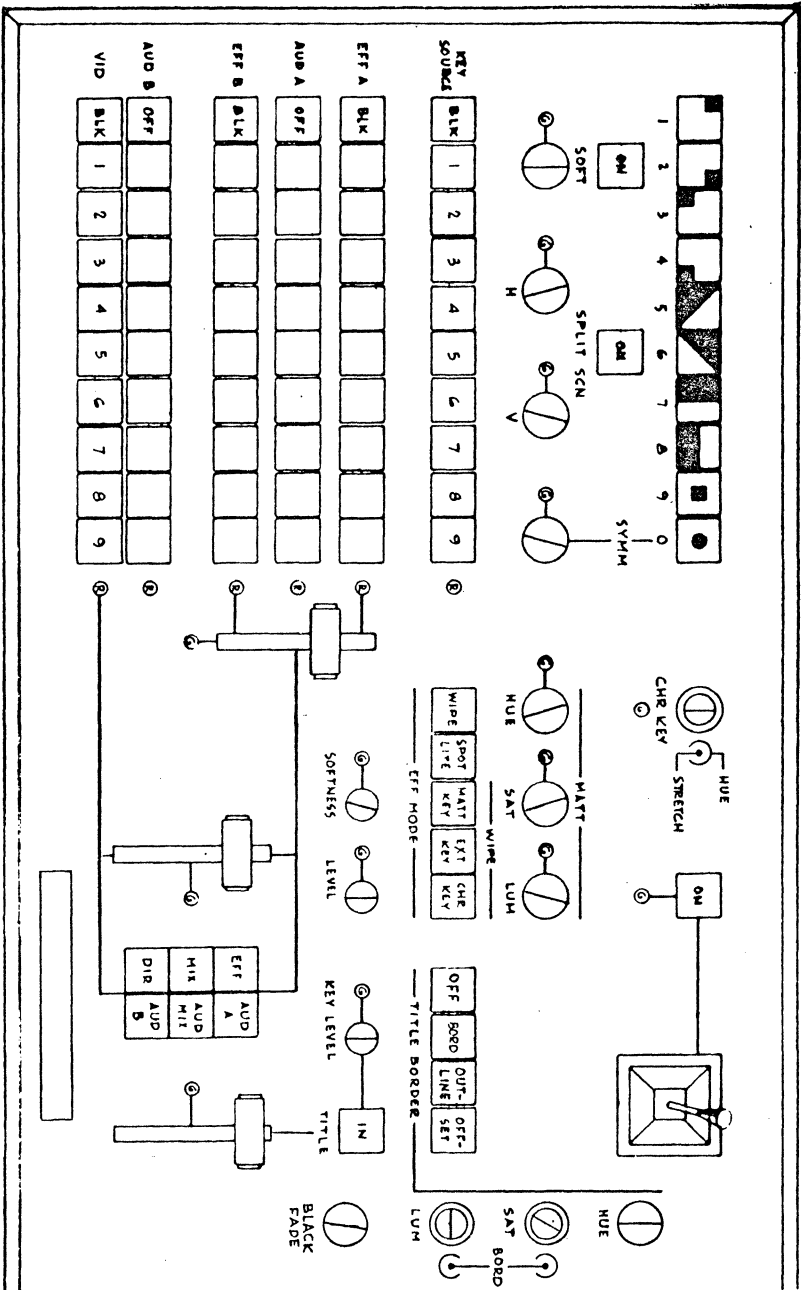 HUE
1 2 3 4 5 6 7 8 9 0
CHR KEY
STRETCH
ON
ON
ON
SYMM
SOFT
SPLIT SCN
G G G G
H V
MATT
G
G
HUE SAT LUM
G G G
HUE
SAT
BORD
LUM
WIPE
KEY SOURCE
BLK 1 2 3 4 5 6 7 8 9
R
WIPE
SPOT LITE
MATT KEY
EXT KEY
CHR KEY
EFF MODE
OFF
BORD
OUT-LINE
OFF-SET
TITLE BORDER
EFF A
BLK
R
SOFTNESS
G
LEVEL
G
KEY LEVEL
G
IN
TITLE
BLACK FADE
AUD A
OFF
R
EFF B
BLK
R
G
G
G
EFF
AUD A
MIX
AUD MIX
DIR
AUD B
AUD B
OFF
R
VID
BLK 1 2 3 4 5 6 7 8 9
R